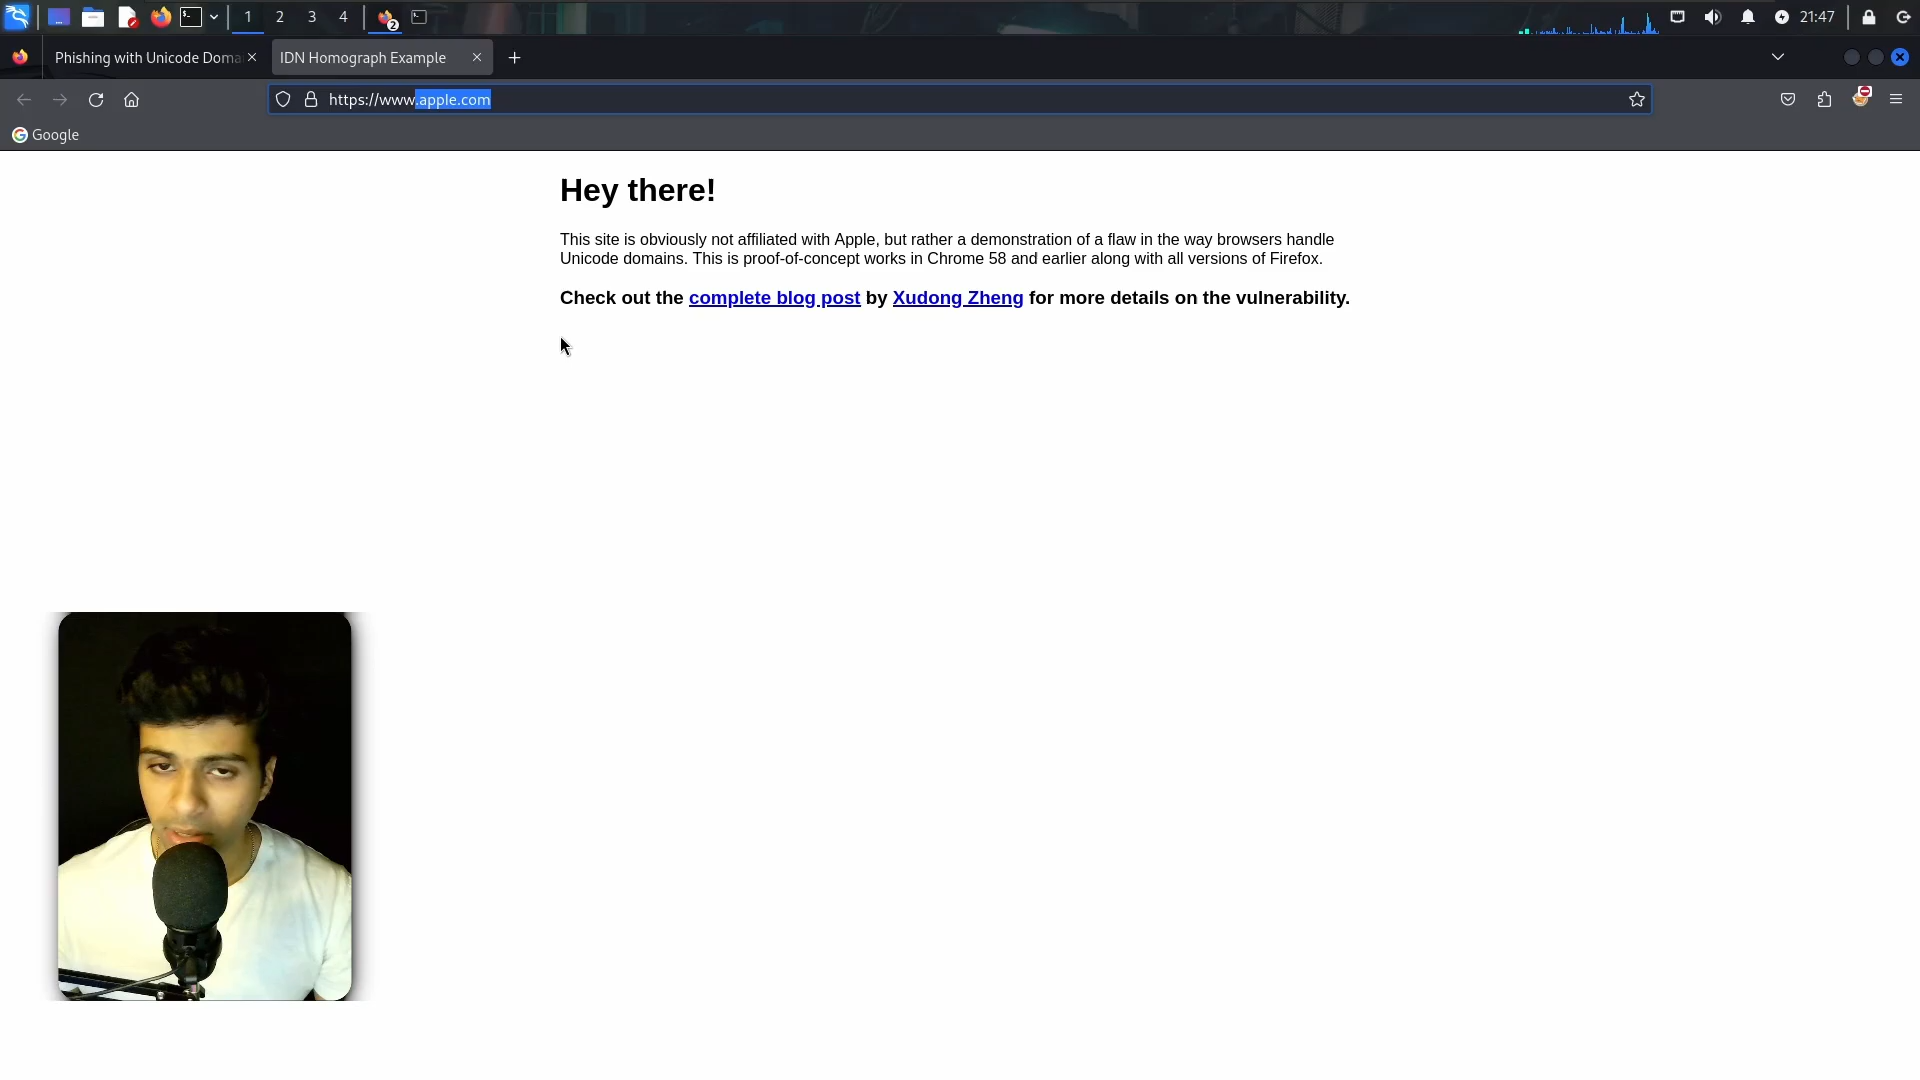 1 2 3 4 2 21:47
Phishing with Unicode Doma
IDN Homograph Example
https://www.apple.com
Google
Hey there!
This site is obviously not affiliated with Apple, but rather a demonstration of a flaw in the way browsers handle
Unicode domains. This is proof-of-concept works in Chrome 58 and earlier along with all versions of Firefox.
Check out the complete blog post by Xudong Zheng for more details on the vulnerability.